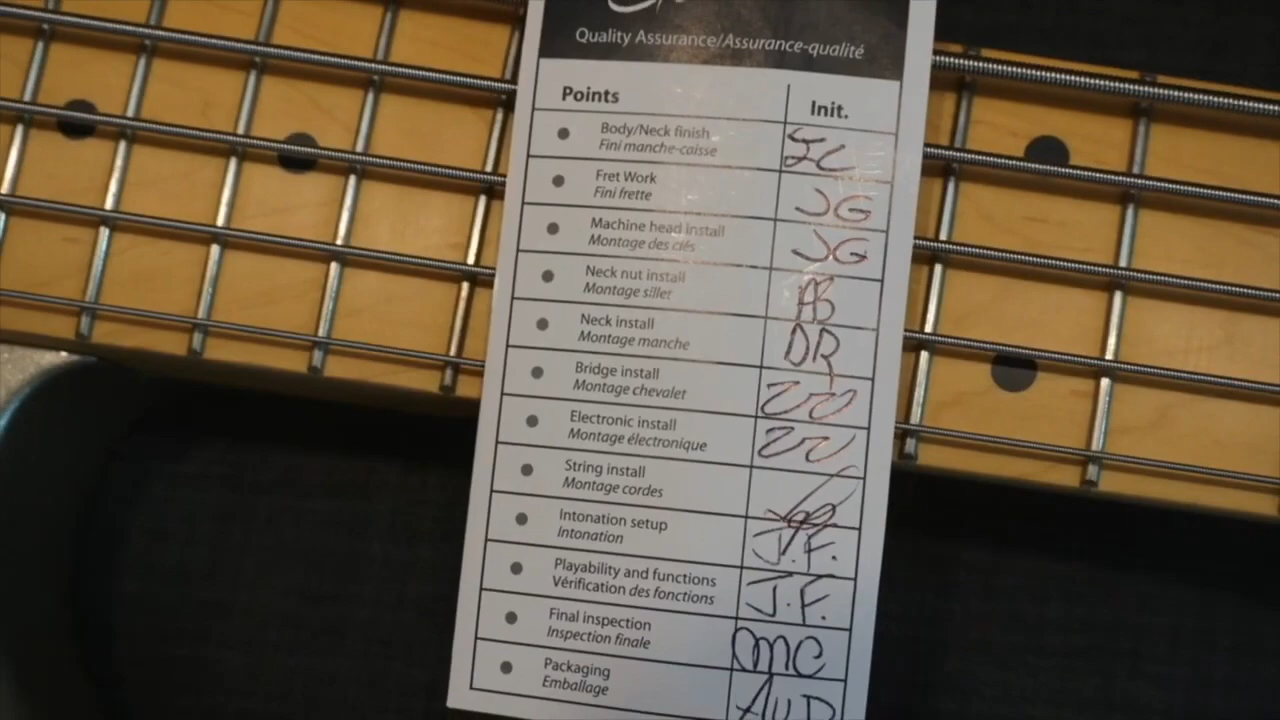 Quality Assurance/Assurance-qualité
Points Init.
Body/Neck finish
Fini manche-caisse
Fret Work JG
Fini frette
Machine head install JG
Montage des clés
Neck nut install AB
Montage sillet
Neck install DR
Montage manche
Bridge install
Montage chevalet
Electronic install
Montage électronique
String install
Montage cordes
Intonation setup J.F.
Intonation
Playability and functions J.F.
Vérification des fonctions
Final inspection MC
Inspection finale
Packaging AUD
Emballage